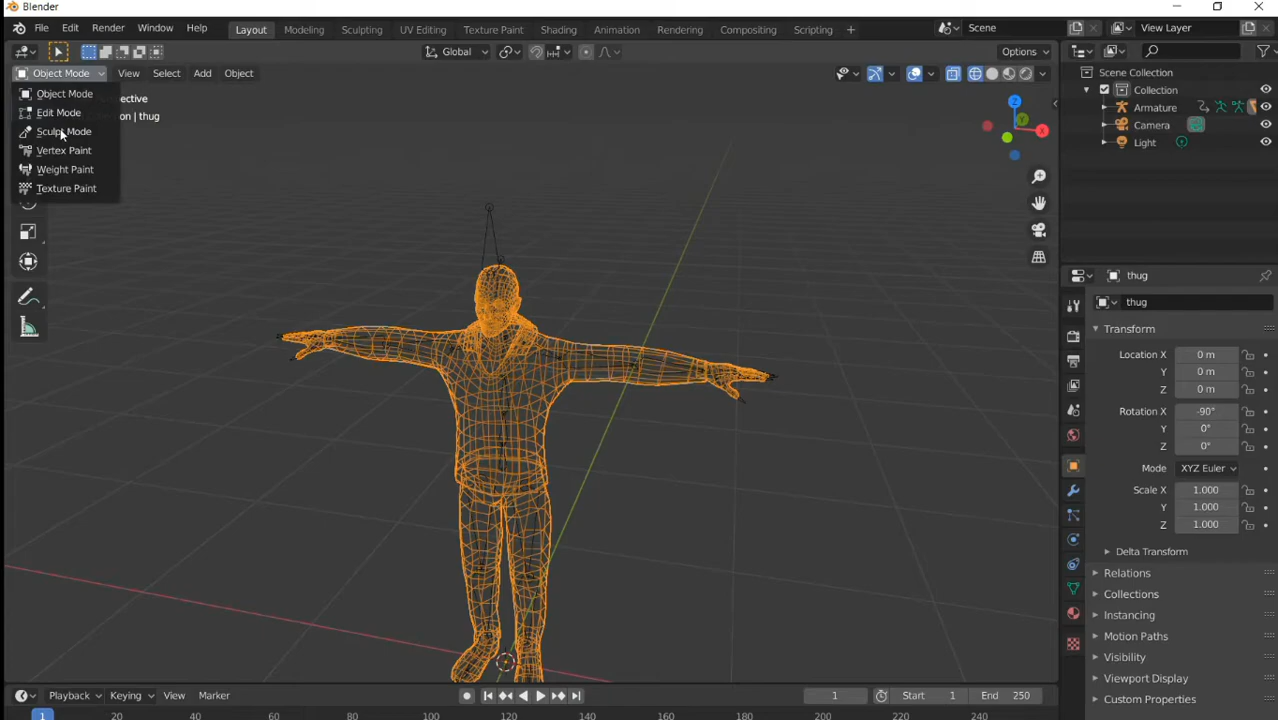 Blender
File Edit Render Window Help Layout Modeling Sculpting UV Editing Texture Paint Shading Animation Rendering Compositing Scripting Scene View Layer
Global Options
Object Mode View Select Add Object
Object Mode
Edit Mode
Sculpt Mode
Vertex Paint
Weight Paint
Texture Paint
| thug
Scene Collection
Collection
Armature
Camera
Light
thug
thug
Transform
Location X 0 m
Y 0 m
Z 0 m
Rotation X -90°
Y 0°
Z 0°
Mode XYZ Euler
Scale X 1.000
Y 1.000
Z 1.000
Delta Transform
Relations
Collections
Instancing
Motion Paths
Visibility
Viewport Display
Custom Properties
Playback Keying View Marker 1 Start 1 End 250
1 20 40 60 80 100 120 140 160 180 200 220 240
X
Z
Y